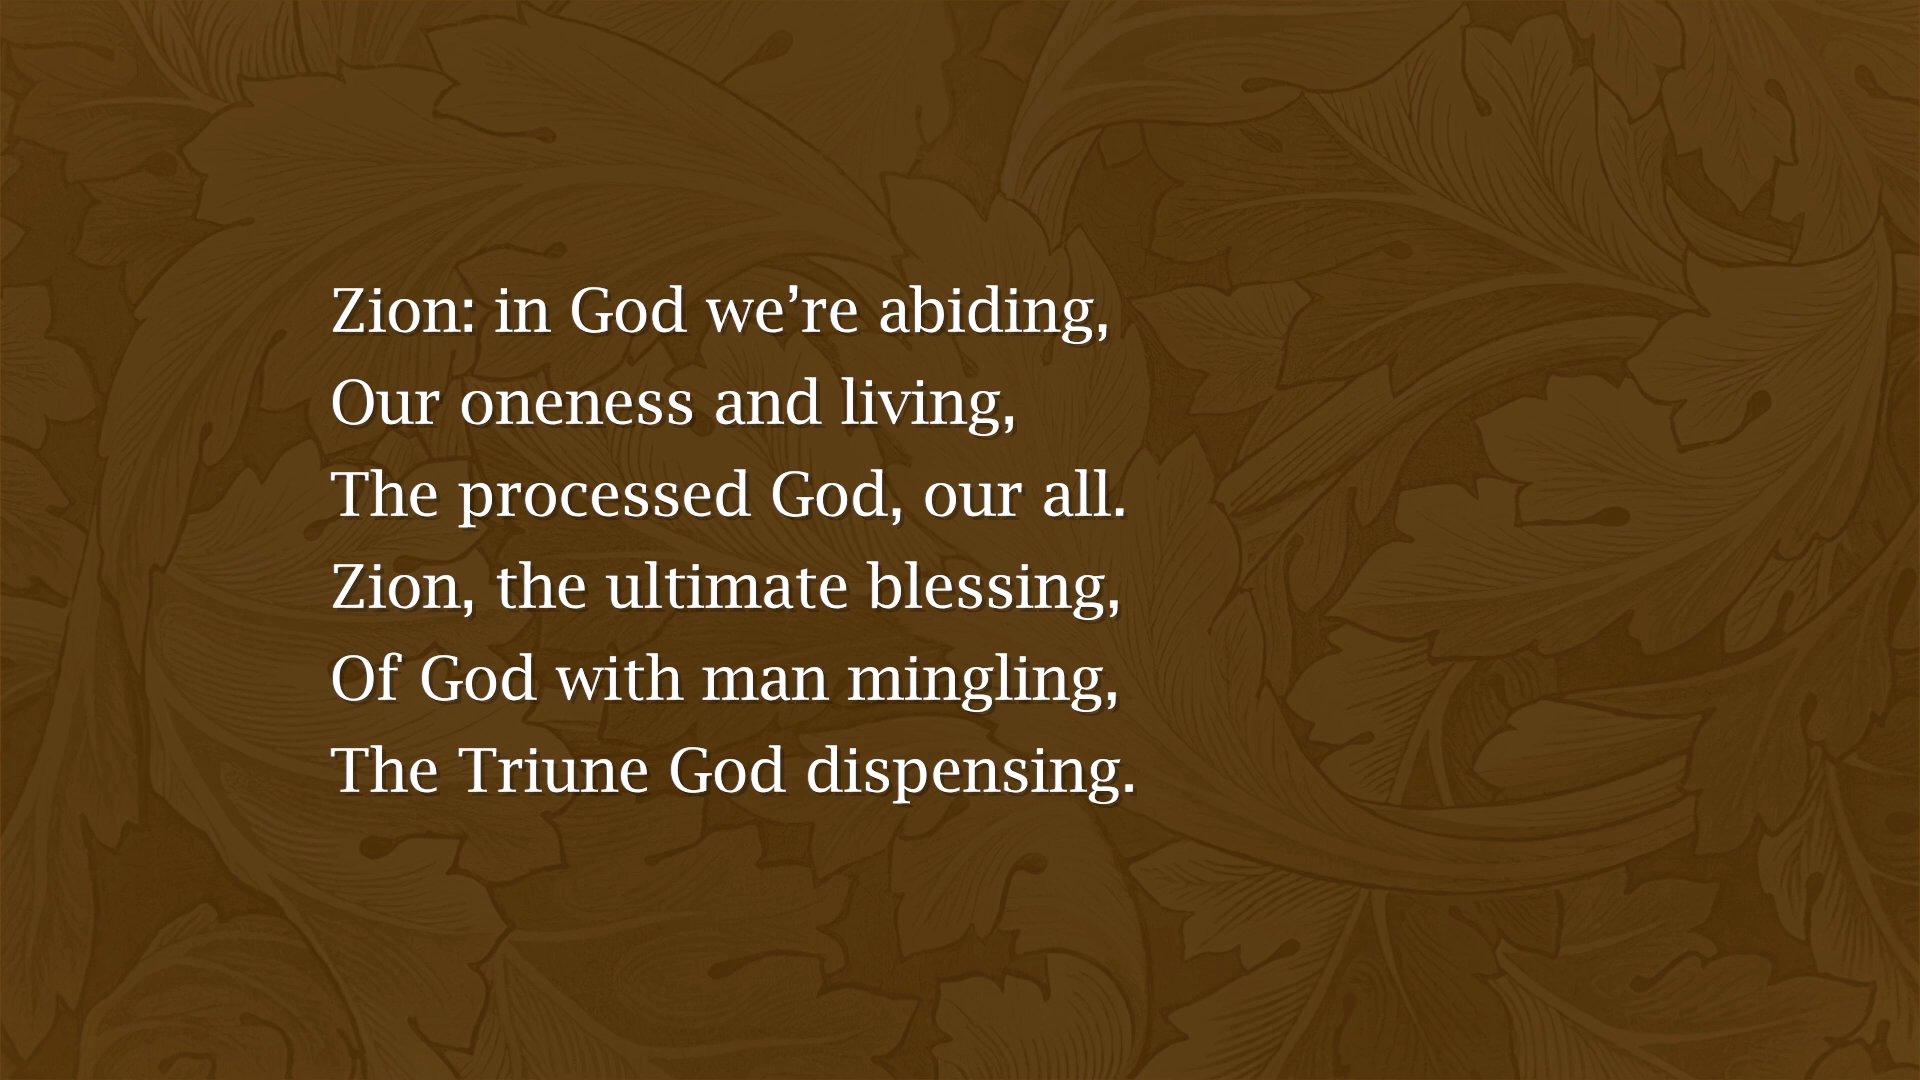 Zion: in God we’re abiding,
Our oneness and living,
The processed God, our all.
Zion, the ultimate blessing,
Of God with man mingling,
The Triune God dispensing.